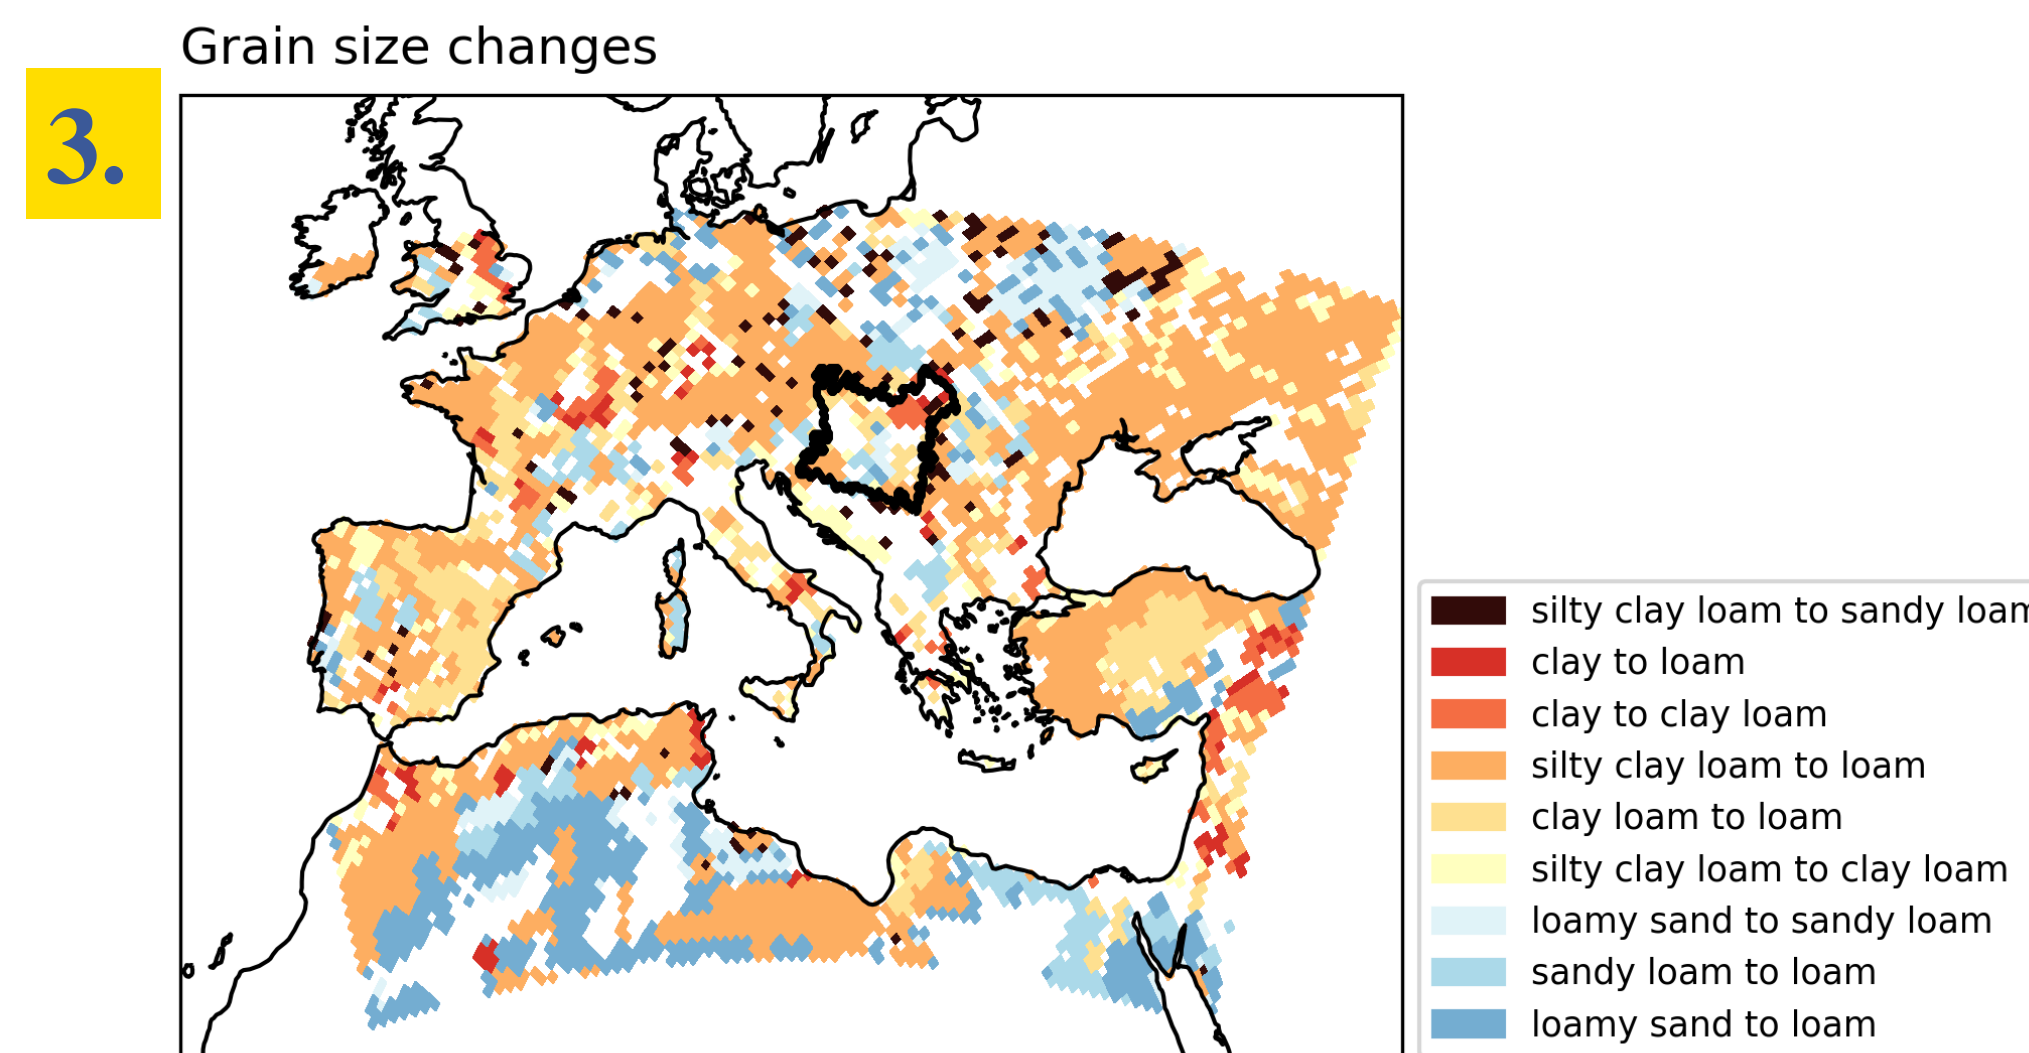 Grain size changes
3.
silty clay loam to sandy loam
clay to loam
clay to clay loam
silty clay loam to loam
clay loam to loam
silty clay loam to clay loam
loamy sand to sandy loam
sandy loam to loam
loamy sand to loam